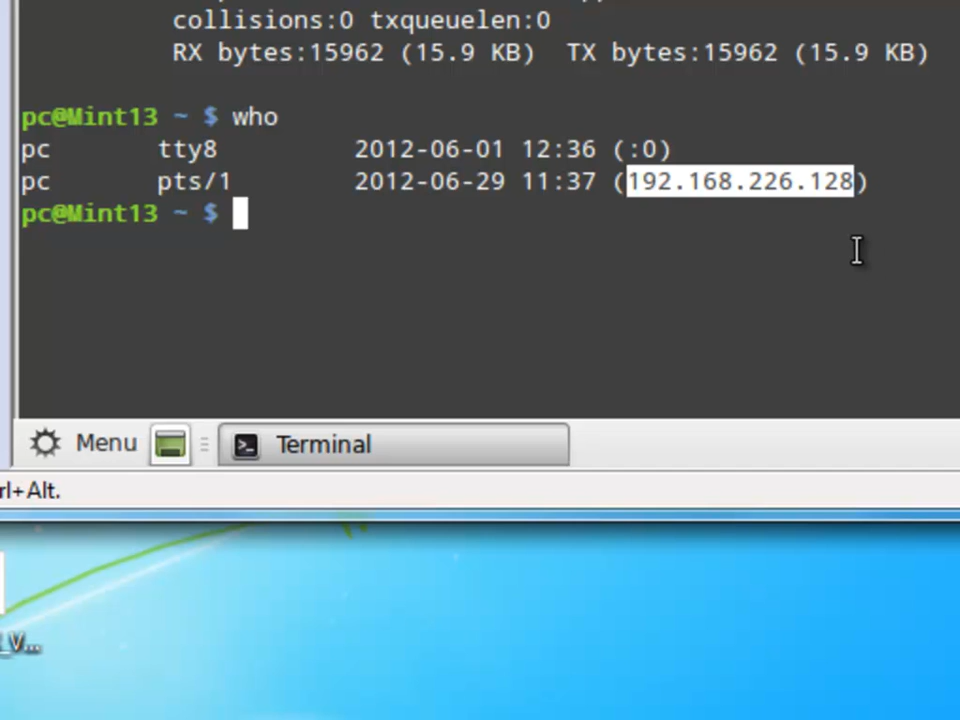 collisions:0 txqueuelen:0
RX bytes:15962 (15.9 KB)  TX bytes:15962 (15.9 KB)
pc@Mint13 ~ $ who
pc       tty8         2012-06-01 12:36 (:0)
pc       pts/1        2012-06-29 11:37 (192.168.226.128)
pc@Mint13 ~ $
Menu Terminal
rl+Alt.
_V...